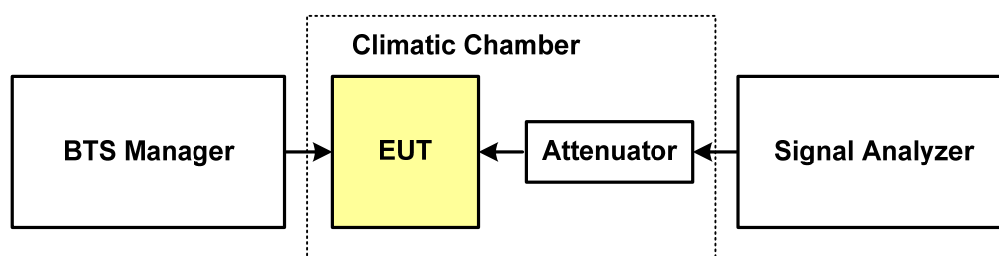 Climatic Chamber
BTS Manager
EUT
Attenuator
Signal Analyzer